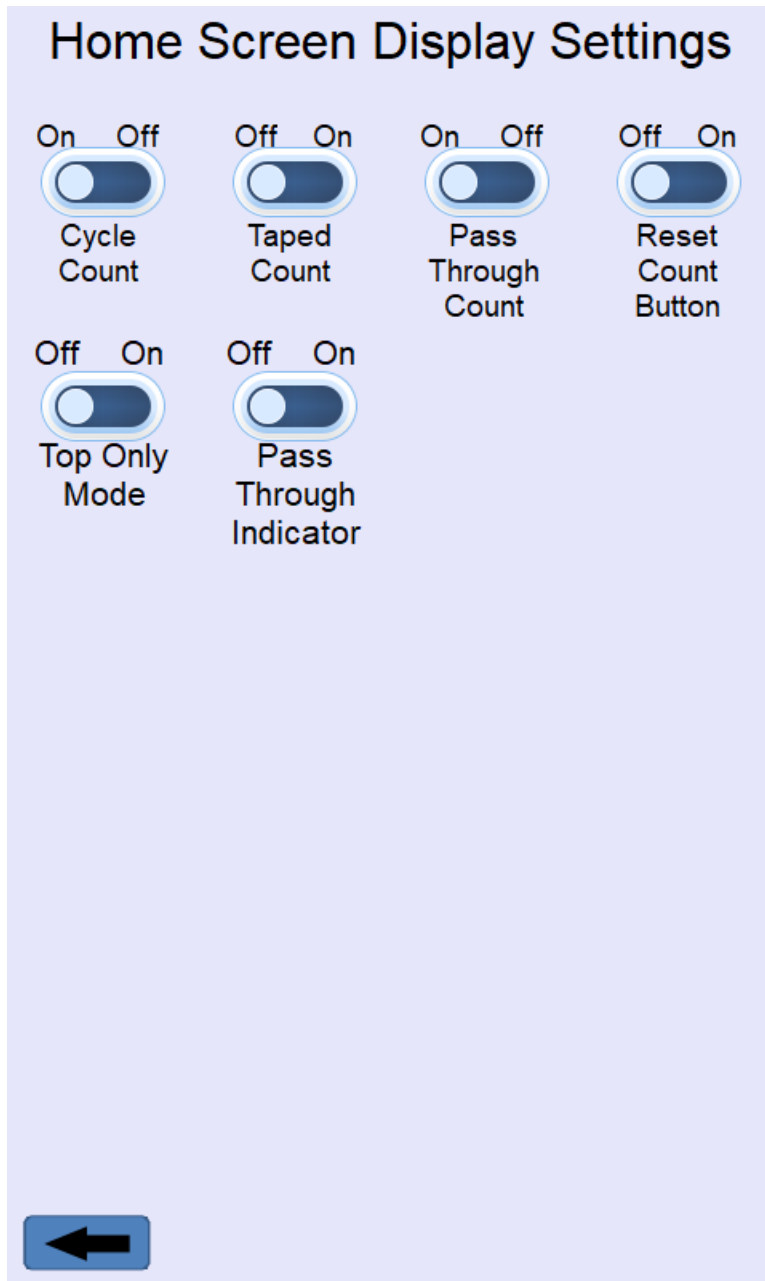 Home Screen Display Settings
On Off Off On On Off Off On
Cycle Taped Pass Reset
Count Count Through Count
Count Button
Off On Off On
Top Only Pass
Mode Through
Indicator